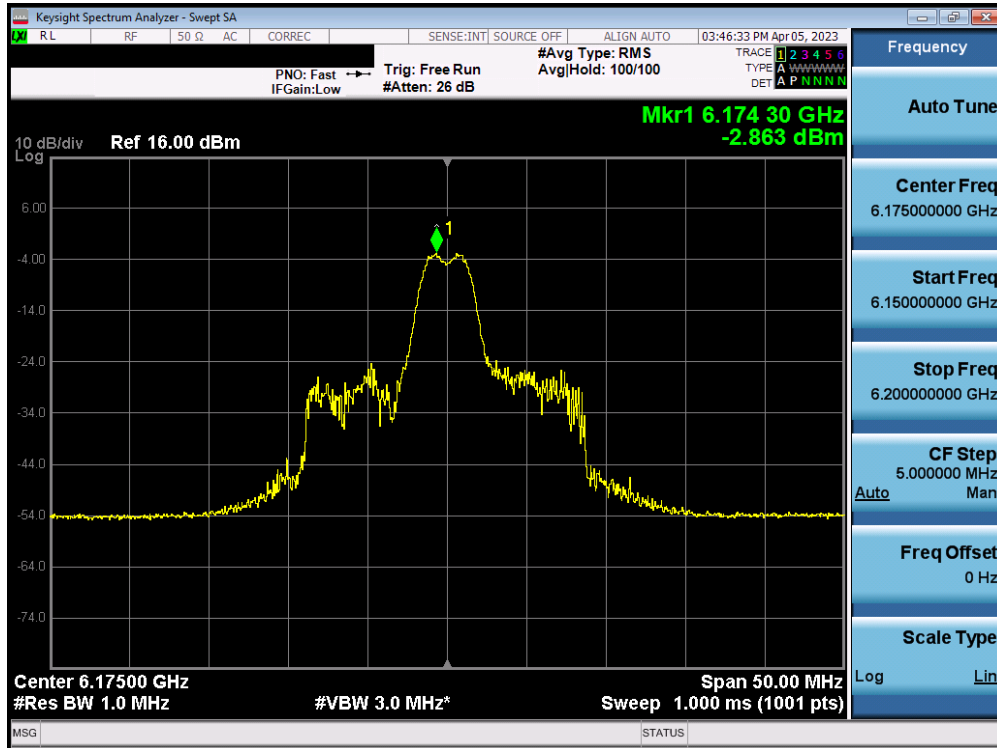 Keysight Spectrum Analyzer - Swept SA
LXI RL RF 50 Ω AC CORREC SENSE:INT SOURCE OFF ALIGN AUTO 03:46:33 PM Apr 05, 2023
PNO: Fast
IFGain:Low
Trig: Free Run
#Atten: 26 dB
#Avg Type: RMS
Avg|Hold: 100/100
TRACE 1 2 3 4 5 6
TYPE A WWWWW
DET A P N N N N
Mkr1 6.174 30 GHz
-2.863 dBm
10 dB/div Ref 16.00 dBm
Log
1
6.00
-4.00
-14.0
-24.0
-34.0
-44.0
-54.0
-64.0
-74.0
Center 6.17500 GHz Span 50.00 MHz
#Res BW 1.0 MHz #VBW 3.0 MHz* Sweep 1.000 ms (1001 pts)
MSG STATUS
Frequency
Auto Tune
Center Freq
6.175000000 GHz
Start Freq
6.150000000 GHz
Stop Freq
6.200000000 GHz
CF Step
5.000000 MHz
Auto Man
Freq Offset
0 Hz
Scale Type
Log Lin